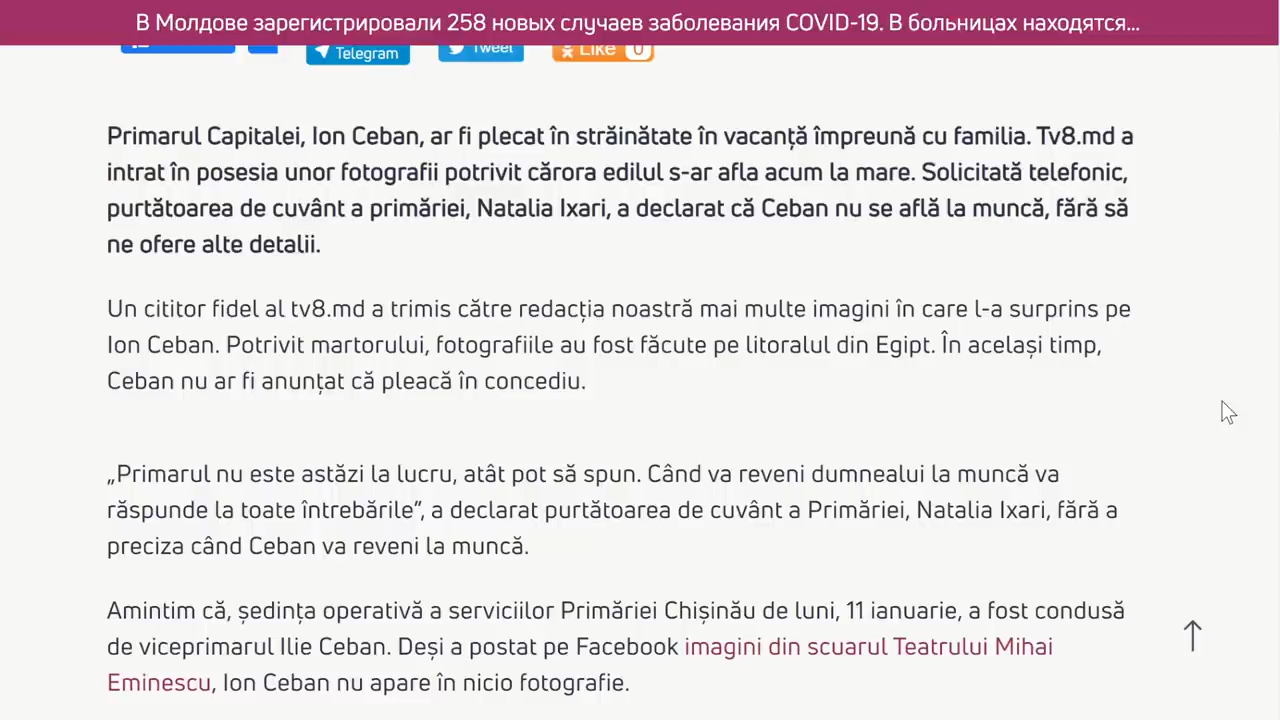 В Молдове зарегистрировали 258 новых случаев заболевания COVID-19. В больницах находятся...
Telegram
Tweet
Like 0
Primarul Capitalei, Ion Ceban, ar fi plecat în străinătate în vacanță împreună cu familia. Tv8.md a
intrat în posesia unor fotografii potrivit cărora edilul s-ar afla acum la mare. Solicitată telefonic,
purtătoarea de cuvânt a primăriei, Natalia Ixari, a declarat că Ceban nu se află la muncă, fără să
ne ofere alte detalii.
Un cititor fidel al tv8.md a trimis către redacția noastră mai multe imagini în care l-a surprins pe
Ion Ceban. Potrivit martorului, fotografiile au fost făcute pe litoralul din Egipt. În același timp,
Ceban nu ar fi anunțat că pleacă în concediu.
„Primarul nu este astăzi la lucru, atât pot să spun. Când va reveni dumnealui la muncă va
răspunde la toate întrebările”, a declarat purtătoarea de cuvânt a Primăriei, Natalia Ixari, fără a
preciza când Ceban va reveni la muncă.
Amintim că, ședința operativă a serviciilor Primăriei Chișinău de luni, 11 ianuarie, a fost condusă
de viceprimarul Ilie Ceban. Deși a postat pe Facebook imagini din scuarul Teatrului Mihai
Eminescu, Ion Ceban nu apare în nicio fotografie.